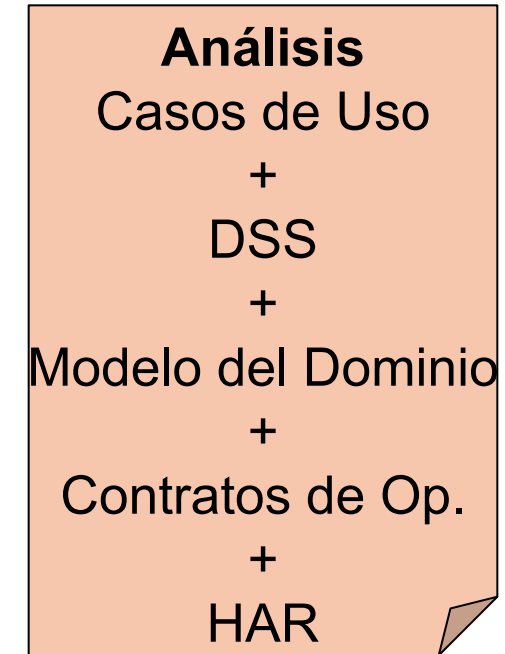 Análisis
Casos de Uso
+
DSS
+
Modelo del Dominio
+
Contratos de Op.
+
HAR